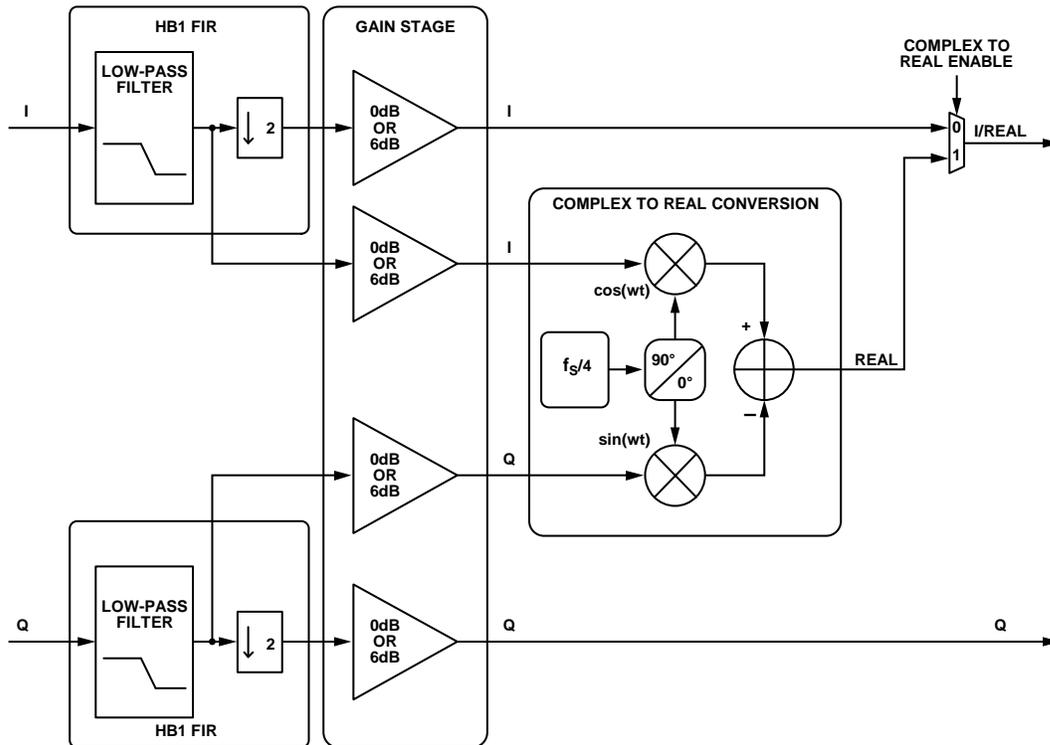 HB1 FIR
GAIN STAGE
LOW-PASS
FILTER
COMPLEX TO
REAL ENABLE
I
2
0dB
OR
6dB
I
0
1
I/REAL
COMPLEX TO REAL CONVERSION
0dB
OR
6dB
I
cos(wt)
+
fS/4
90°
0°
REAL
–
sin(wt)
0dB
OR
6dB
Q
LOW-PASS
FILTER
Q
2
0dB
OR
6dB
Q
Q
HB1 FIR